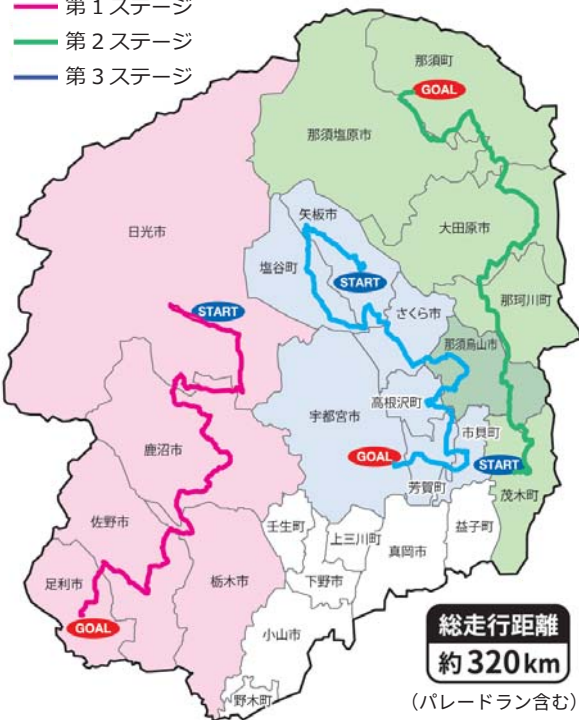 第1ステージ
第2ステージ
第3ステージ
那須町
GOAL
那須塩原市
矢板市
大田原市
日光市
塩谷町
START
START
さくら市
那珂川町
那須烏山市
高根沢町
宇都宮市
市貝町
鹿沼市
GOAL
START
芳賀町
茂木町
佐野市
壬生町
上三川町
益子町
真岡市
足利市
栃木市
下野市
GOAL
小山市
野木町
総走行距離
約320km
(パレードラン含む)